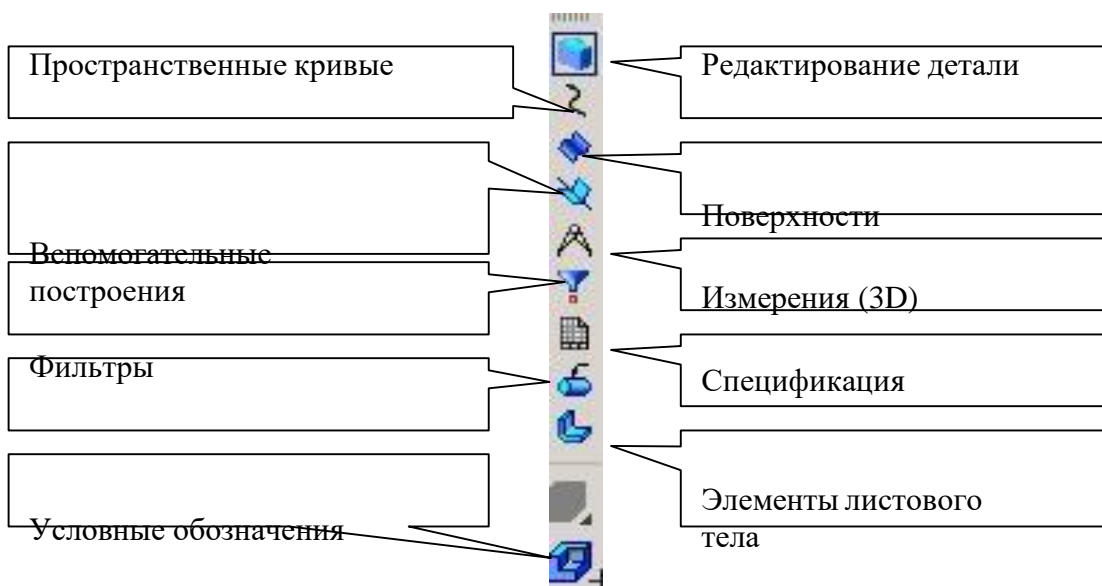 Пространственные кривые
Редактирование детали
Поверхности
Вспомогательные
построения
Измерения (3D)
Фильтры
Спецификация
Элементы листового
тела
Условные обозначения